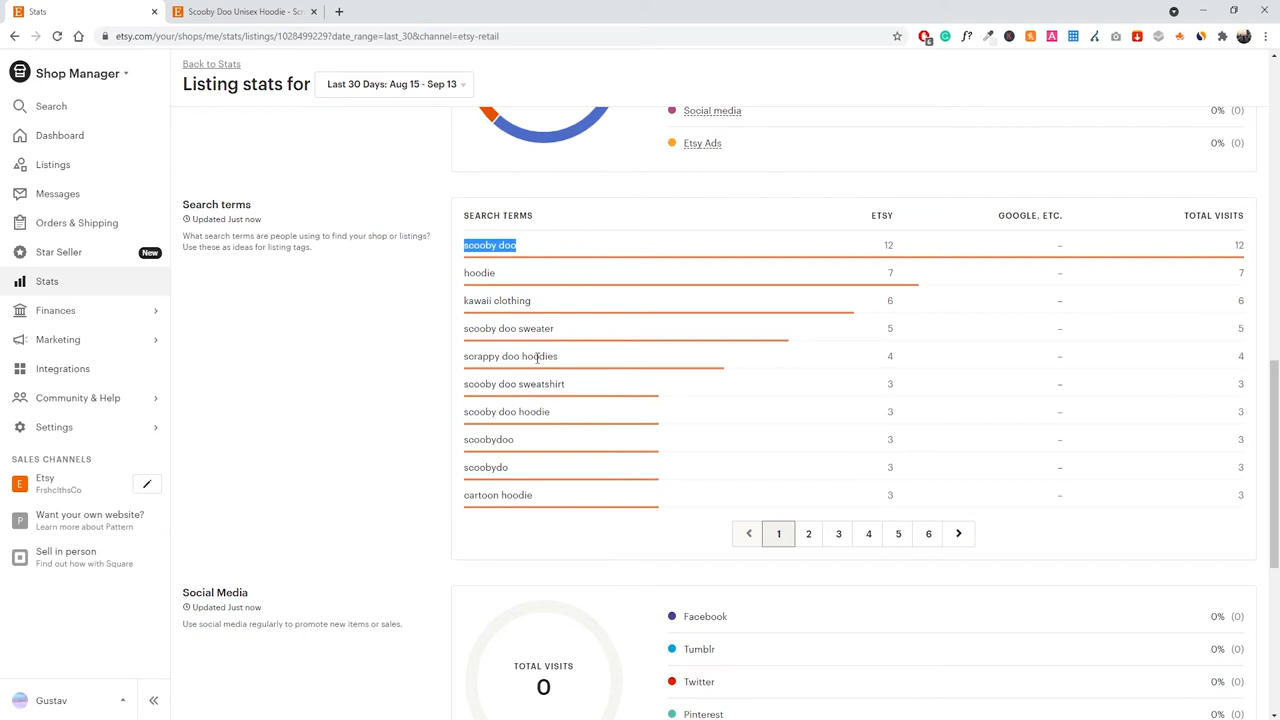 Stats
Scooby Doo Unisex Hoodie - Scr
etsy.com/your/shops/me/stats/listings/1028499229?date_range=last_30&channel=etsy-retail
6
Shop Manager
Search
Dashboard
Listings
Messages
Orders & Shipping
Star Seller
New
Stats
Finances
Marketing
Integrations
Community & Help
Settings
SALES CHANNELS
Etsy
FrshclthsCo
Want your own website?
Learn more about Pattern
Sell in person
Find out how with Square
Gustav
Back to Stats
Listing stats for
Last 30 Days: Aug 15 - Sep 13
Social media 0% (0)
Etsy Ads 0% (0)
Search terms
Updated Just now
What search terms are people using to find your shop or listings?
Use these as ideas for listing tags.
SEARCH TERMS ETSY GOOGLE, ETC. TOTAL VISITS
scooby doo 12 – 12
hoodie 7 – 7
kawaii clothing 6 – 6
scooby doo sweater 5 – 5
scrappy doo hoodies 4 – 4
scooby doo sweatshirt 3 – 3
scooby doo hoodie 3 – 3
scoobydoo 3 – 3
scoobydo 3 – 3
cartoon hoodie 3 – 3
1 2 3 4 5 6
Social Media
Updated Just now
Use social media regularly to promote new items or sales.
TOTAL VISITS
0
Facebook 0% (0)
Tumblr 0% (0)
Twitter 0% (0)
Pinterest 0% (0)